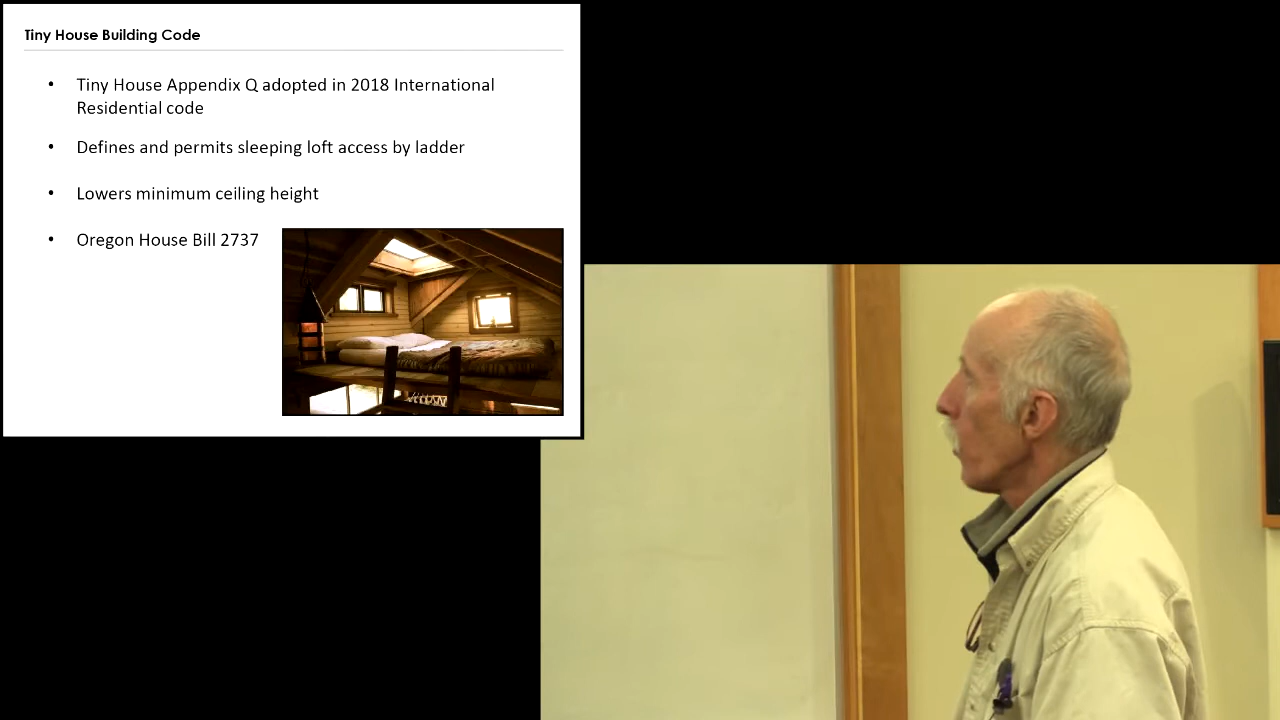 Tiny House Building Code
• Tiny House Appendix Q adopted in 2018 International
Residential code
• Defines and permits sleeping loft access by ladder
• Lowers minimum ceiling height
• Oregon House Bill 2737